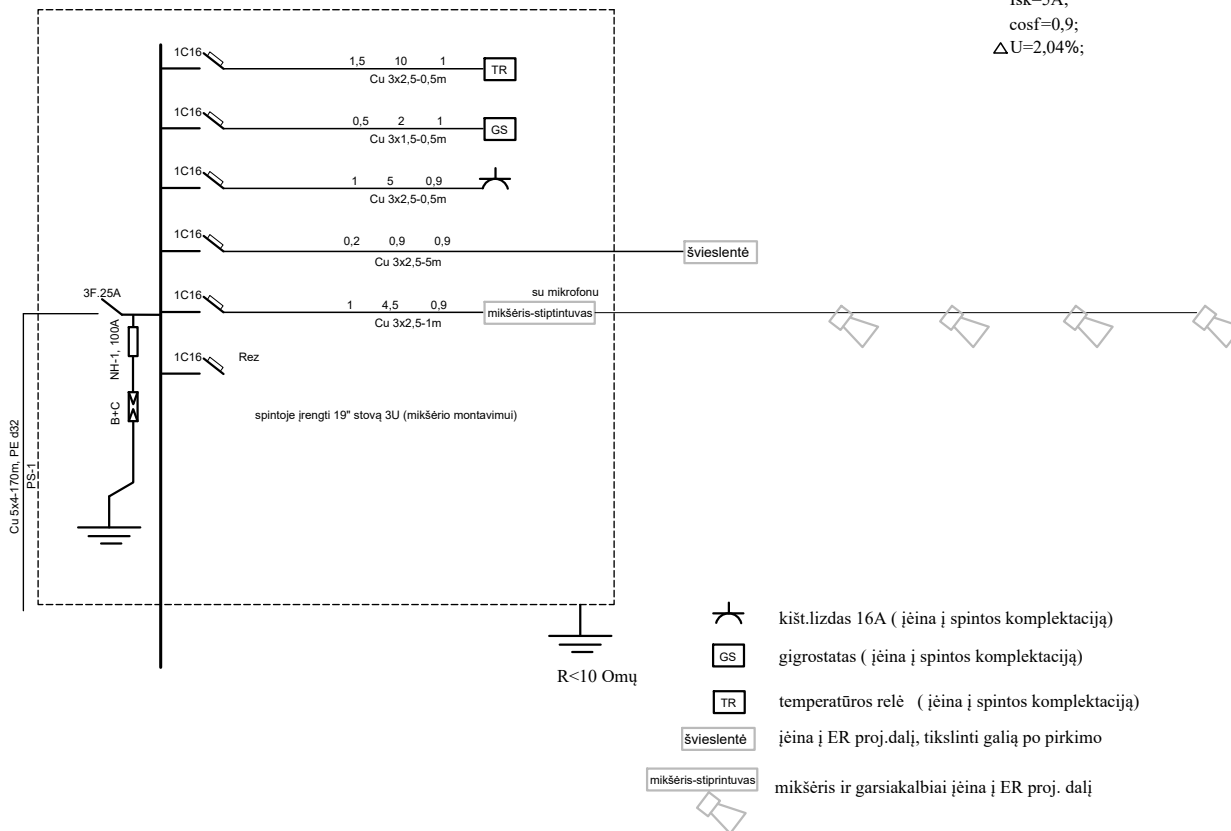 Isk=5A;
cosf=0,9;
△U=2,04%;
1C16
1,5 10 1
TR
Cu 3x2,5-0,5m
1C16
0,5 2 1
GS
Cu 3x1,5-0,5m
1C16
1 5 0,9
Cu 3x2,5-0,5m
1C16
0,2 0,9 0,9
švieslentė
Cu 3x2,5-5m
3F.25A
1C16
1 4,5 0,9
su mikrofonu
mikšėris-stiptintuvas
Cu 3x2,5-1m
NH-1, 100A
1C16
Rez
B+C
spintoje įrengti 19" stovą 3U (mikšėrio montavimui)
Cu 5x4-170m, PE d32
PS-1
R<10 Omų
kišt.lizdas 16A ( įeina į spintos komplektaciją)
GS
gigrostatas ( įeina į spintos komplektaciją)
TR
temperatūros relė ( įeina į spintos komplektaciją)
švieslentė
įeina į ER proj.dalį, tikslinti galią po pirkimo
mikšėris-stiprintuvas
mikšėris ir garsiakalbiai įeina į ER proj. dalį